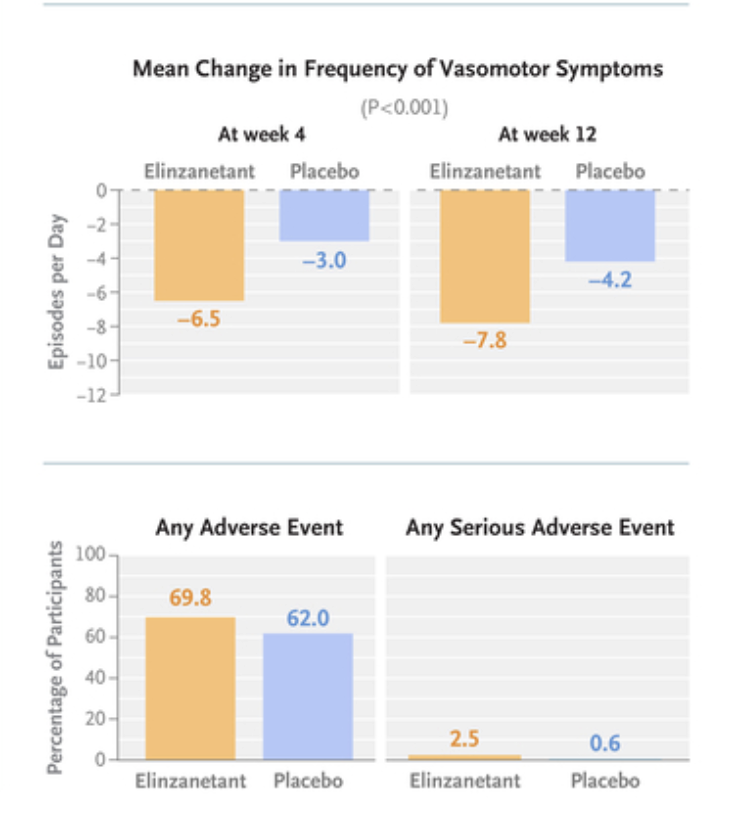 Mean Change in Frequency of Vasomotor Symptoms
(P<0.001)
At week 4
At week 12
Elinzanetant Placebo
Elinzanetant Placebo
Episodes per Day
0
−2
−4
−6
−8
−10
−12
−6.5
−3.0
−7.8
−4.2
Any Adverse Event
Any Serious Adverse Event
Percentage of Participants
100
80
60
40
20
0
69.8
62.0
2.5
0.6
Elinzanetant Placebo
Elinzanetant Placebo